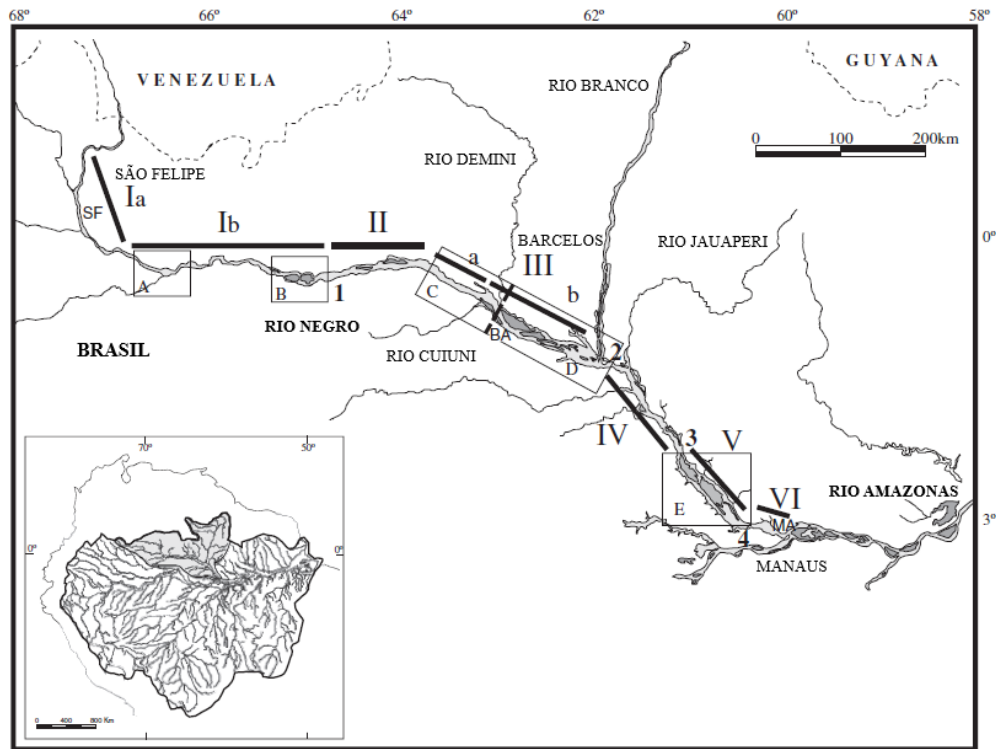 68º 66º 64º 62º 60º 58º
VENEZUELA
GUYANA
RIO BRANCO
0 100 200km
RIO DEMINI
SÃO FELIPE
Ia
SF
Ib
II
BARCELOS
RIO JAUAPERI
0º
a
III
b
A
B
1
C
RIO NEGRO
BA
BRASIL
RIO CUIUNI
D
2
IV
3
V
E
VI
RIO AMAZONAS
MA
3º
4
MANAUS
70º 50º
0º 0º
0 400 800 Km